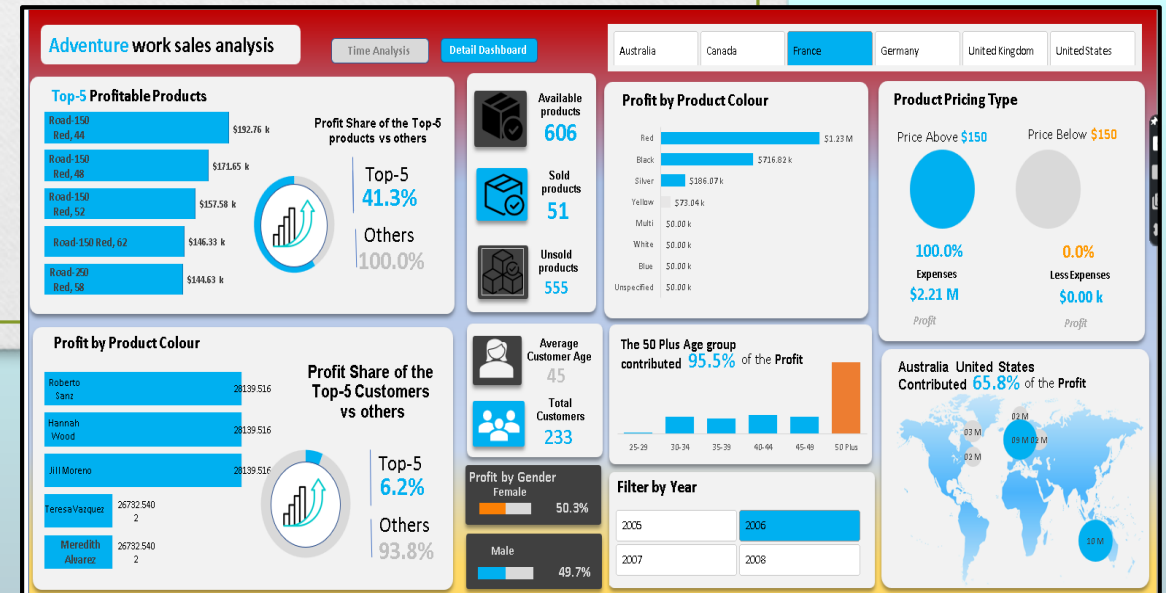 Adventure work sales analysis
Time Analysis
Detail Dashboard
Australia
Canada
France
Germany
United Kingdom
United States
Top-5 Profitable Products
Road-150
Red, 44
$192.76 k
Road-150
Red, 48
$171.65 k
Road-150
Red, 52
$157.58 k
Road-150 Red, 62
$146.33 k
Road-250
Red, 58
$144.63 k
Profit Share of the Top-5
products vs others
Top-5
41.3%
Others
100.0%
Available
products
606
Sold
products
51
Unsold
products
555
Profit by Product Colour
Red
$1.23 M
Black
$716.82 k
Silver
$186.07 k
Yellow
$73.04 k
Multi
$0.00 k
White
$0.00 k
Blue
$0.00 k
Unspecified
$0.00 k
Product Pricing Type
Price Above $150
Price Below $150
100.0%
0.0%
Expenses
Less Expenses
$2.21 M
$0.00 k
Profit
Profit
Profit by Product Colour
Roberto
Sanz
28139.516
Hannah
Wood
28139.516
Jill Moreno
28139.516
Teresa Vazquez
26732.540
2
Meredith
Alvarez
26732.540
2
Profit Share of the
Top-5 Customers
vs others
Top-5
6.2%
Others
93.8%
Average
Customer Age
45
Total
Customers
233
Profit by Gender
Female
50.3%
Male
49.7%
The 50 Plus Age group
contributed 95.5% of the Profit
25-29
30-34
35-39
40-44
45-49
50 Plus
Filter by Year
2005
2006
2007
2008
Australia United States
Contributed 65.8% of the Profit
02 M
03 M
09 M
02 M
02 M
10 M